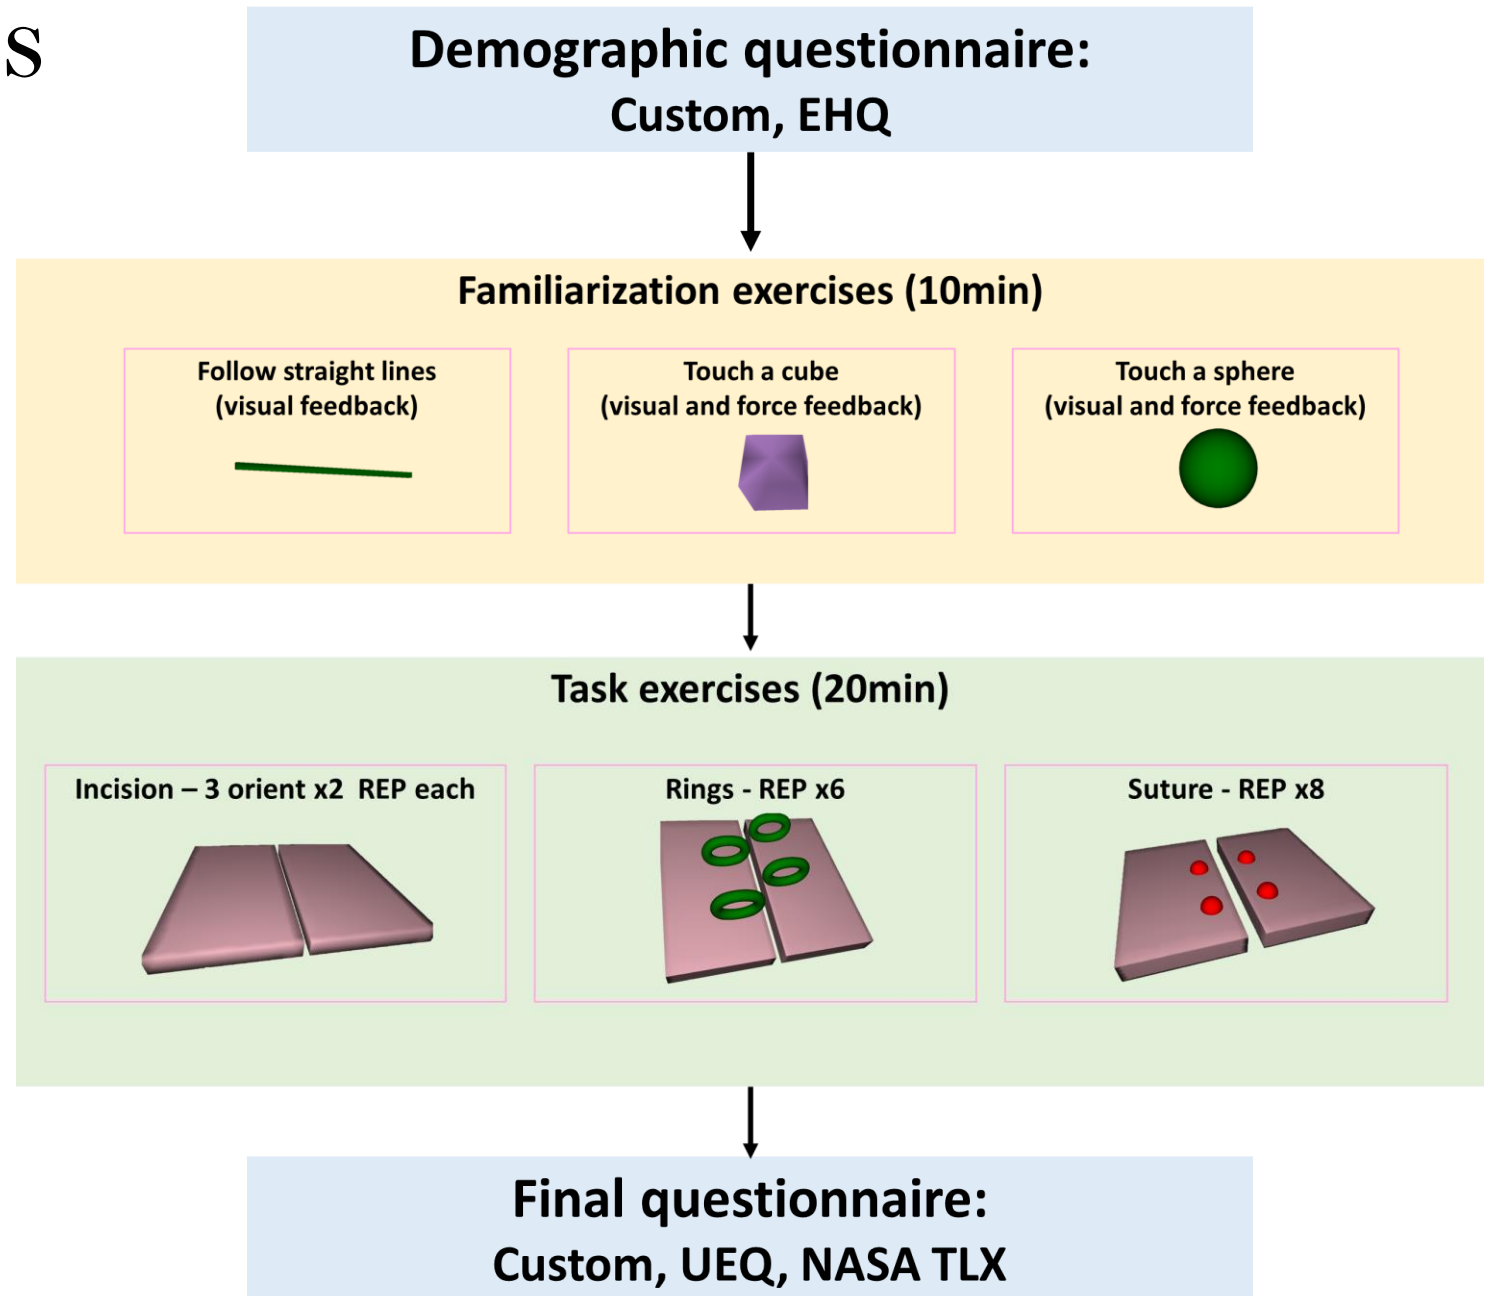 S
Demographic questionnaire:
Custom, EHQ
Familiarization exercises (10min)
Follow straight lines
(visual feedback)
Touch a cube
(visual and force feedback)
Touch a sphere
(visual and force feedback)
Task exercises (20min)
Incision – 3 orient x2  REP each
Rings - REP x6
Suture - REP x8
Final questionnaire:
Custom, UEQ, NASA TLX